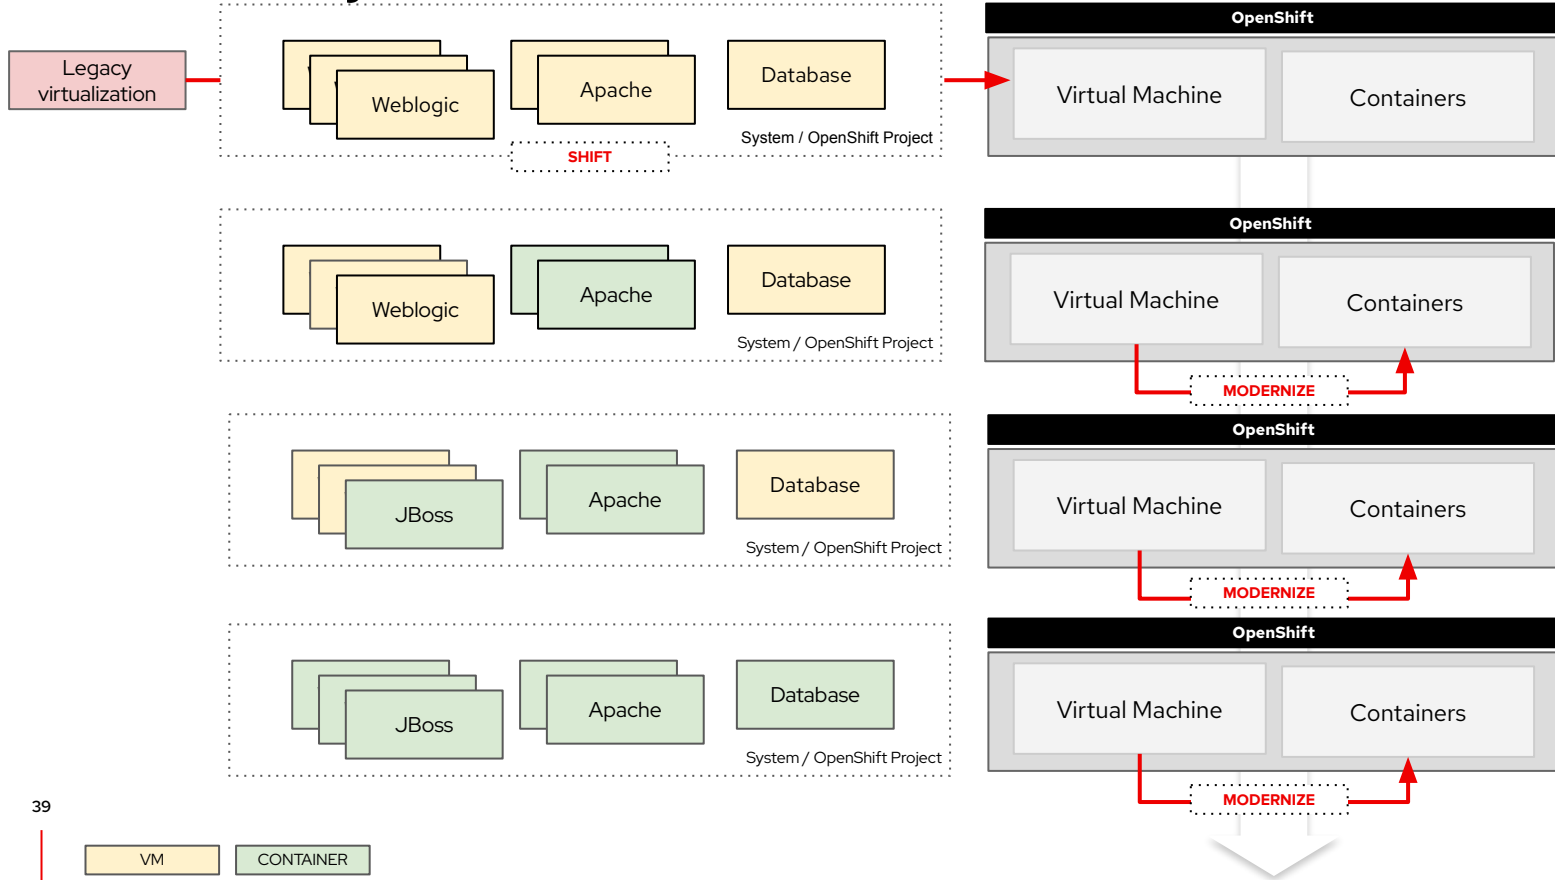 OpenShift
Legacy
virtualization
Weblogic
Apache
Database
System / OpenShift Project
SHIFT
Virtual Machine
Containers
OpenShift
Weblogic
Apache
Database
System / OpenShift Project
Virtual Machine
Containers
MODERNIZE
OpenShift
JBoss
Apache
Database
System / OpenShift Project
Virtual Machine
Containers
MODERNIZE
OpenShift
JBoss
Apache
Database
System / OpenShift Project
Virtual Machine
Containers
MODERNIZE
39
VM
CONTAINER